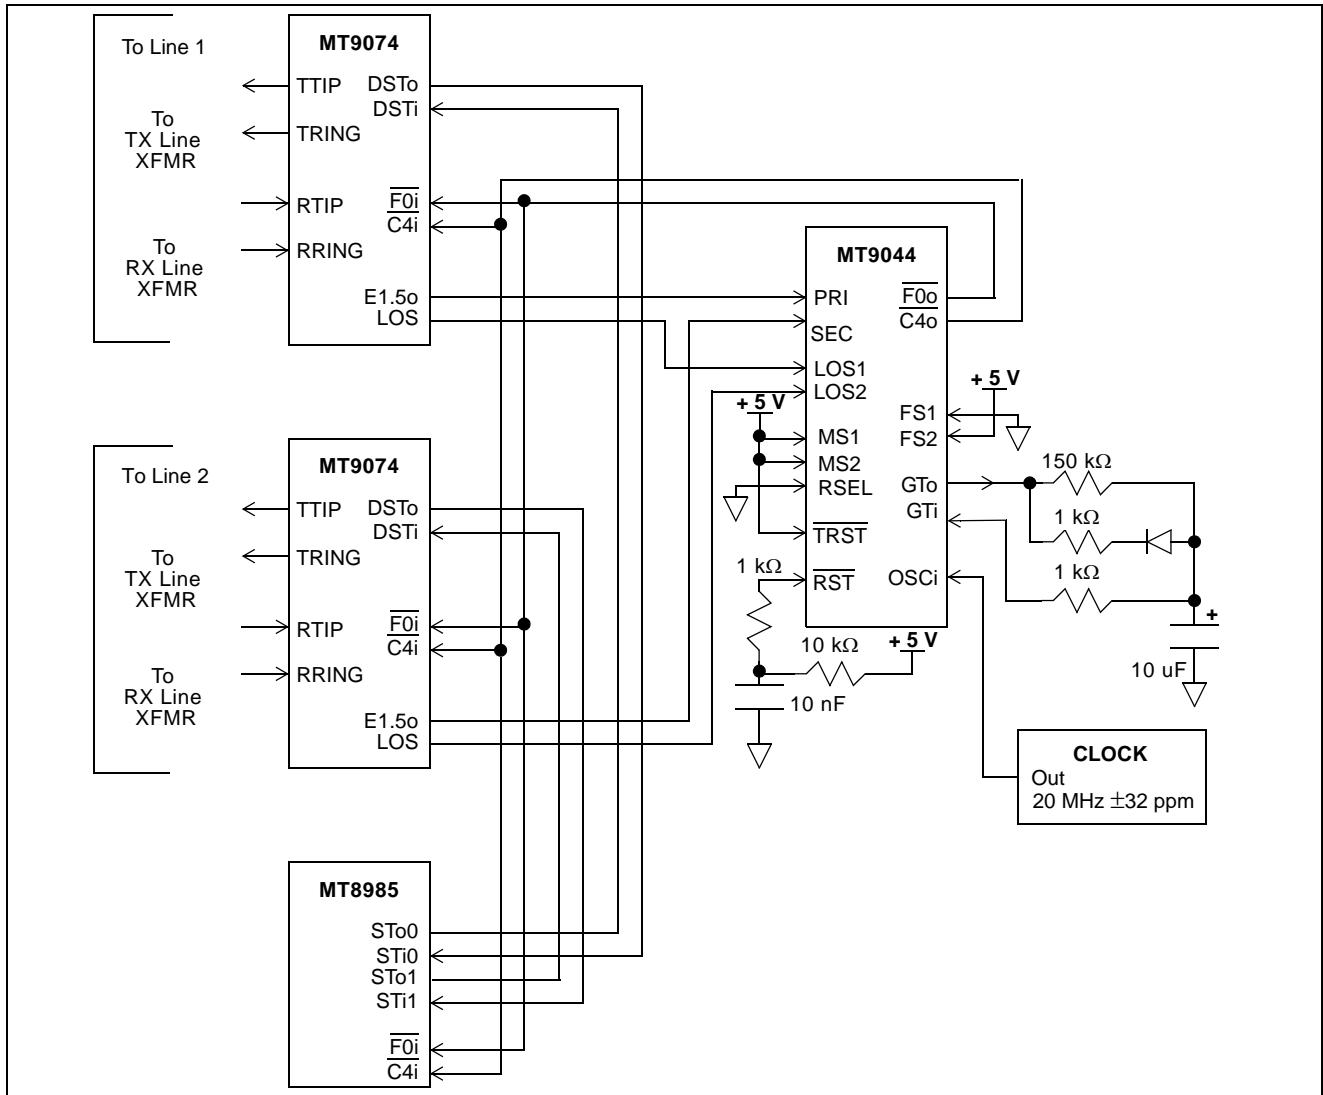 To Line 1
MT9074
TTIP DSTo
DSTi
To
TX Line
XFMR
TRING
RTIP F0i
C4i
To
RX Line
XFMR
RRING
E1.5o
LOS
MT9044
PRI F0o
C4o
SEC
LOS1
LOS2
+ 5 V
+ 5 V
FS1
FS2
MS1
MS2
RSEL
GTo
GTi
150 kΩ
1 kΩ
1 kΩ
TRST
1 kΩ
RST
OSCi
+ 5 V
10 kΩ
10 nF
+
10 uF
CLOCK
Out
20 MHz ±32 ppm
To Line 2
MT9074
TTIP DSTo
DSTi
To
TX Line
XFMR
TRING
RTIP F0i
C4i
To
RX Line
XFMR
RRING
E1.5o
LOS
MT8985
STo0
STi0
STo1
STi1
F0i
C4i